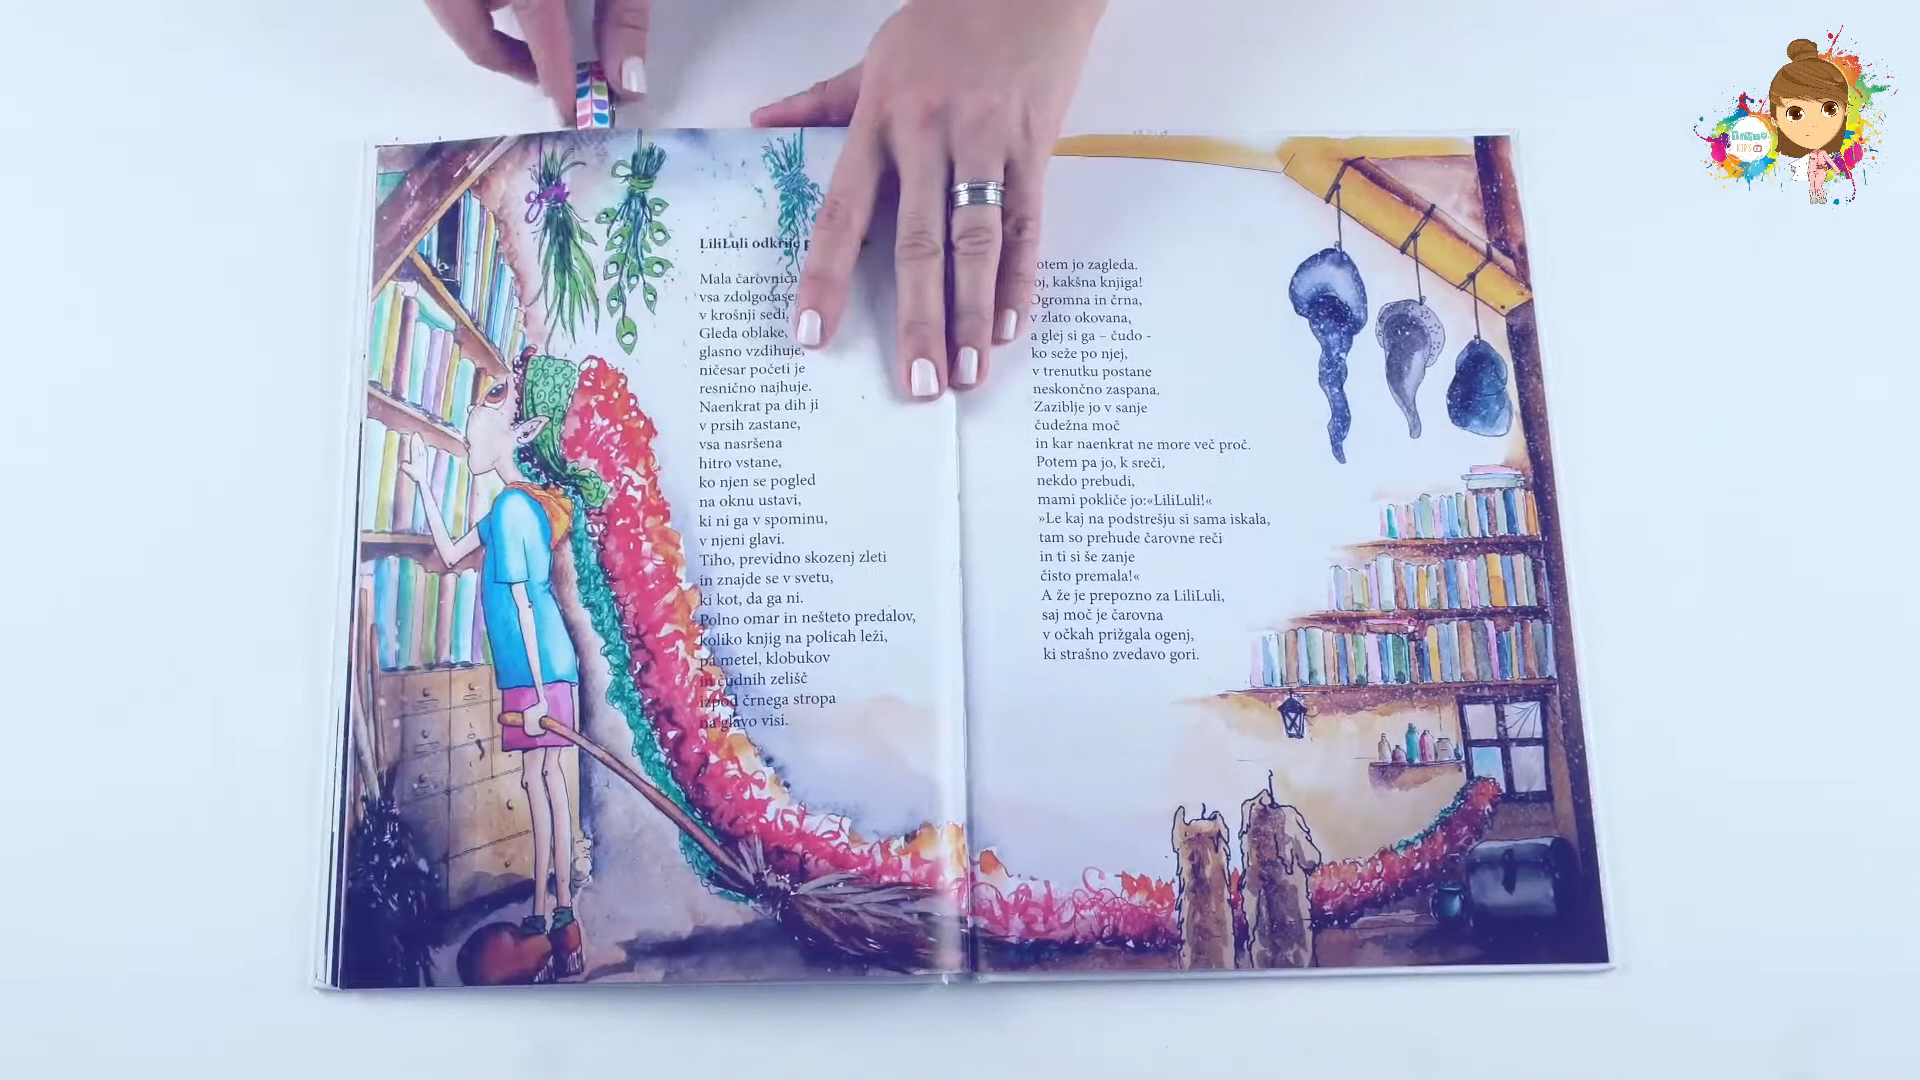 LiliLuli odkrije
Mala čarovnica
vsa zdolgočasena
v krošnji sedi.
Gleda oblake,
glasno vzdihuje,
ničesar početi je
resnično najhuje.
Naenkrat pa dih ji
v prsih zastane,
vsa nasršena
hitro vstane,
ko njen se pogled
na oknu ustavi,
ki ni ga v spominu,
v njeni glavi.
Tiho, previdno skozenj zleti
in znajde se v svetu,
ki kot, da ga ni.
Polno omar in nešteto predalov,
koliko knjig na policah leži,
pa metel, klobukov
in čudnih zelišč
izpod črnega stropa
na glavo visi.
otem jo zagleda.
oj, kakšna knjiga!
Ogromna in črna,
v zlato okovana,
a glej si ga – čudo -
ko seže po njej,
v trenutku postane
neskončno zaspana.
Zaziblje jo v sanje
čudežna moč
in kar naenkrat ne more več proč.
Potem pa jo, k sreči,
nekdo prebudi,
mami pokliče jo:«LiliLuli!«
»Le kaj na podstrešju si sama iskala,
tam so prehude čarovne reči
in ti si še zanje
čisto premala!«
A že je prepozno za LiliLuli,
saj moč je čarovna
v očkah prižgala ogenj,
ki strašno zvedavo gori.
KIDS